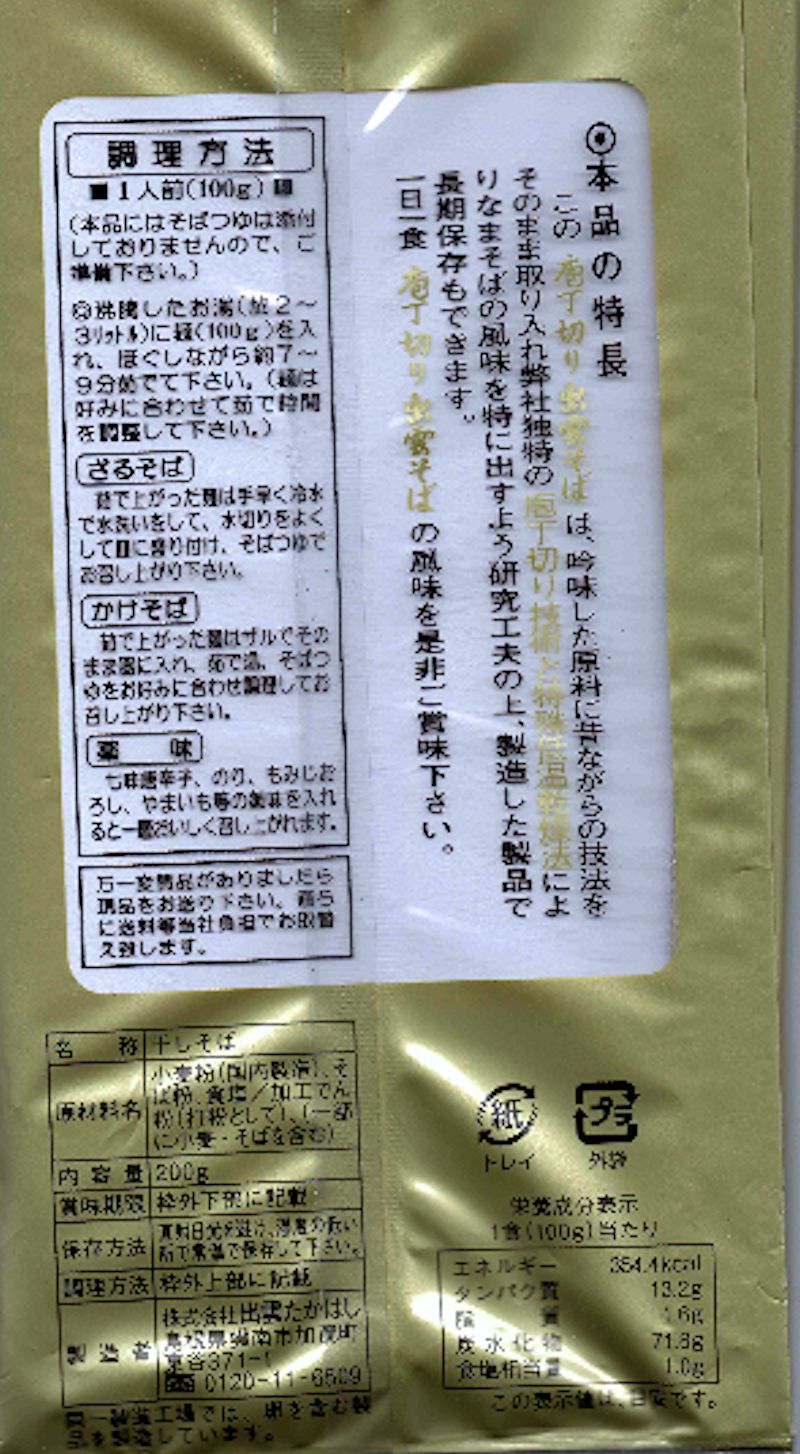 ◉本品の特長
この庖丁切り出雲そばは、吟味した原料に昔ながらの技法を
そのまま取り入れ弊社独特の庖丁切り技術と特殊低温乾燥法によ
りなまそばの風味を特に出すよう研究工夫の上、製造した製品で
長期保存もできます。
一日一食 庖丁切り出雲そばの風味を是非ご賞味下さい。
調理方法
■1人前(100g)■
(本品にはそばつゆは添付
しておりませんので、ご
準備下さい。)
◎沸騰したお湯(約2〜
3リットル)に麺(100g)を入
れ、ほぐしながら約7〜
9分茹でて下さい。(麺は
好みに合わせて茹で時間
を調整して下さい。)
ざるそば
茹で上がった麺は手早く冷水
で水洗いをして、水切りをよく
して皿に盛り付け、そばつゆで
お召し上がり下さい。
かけそば
茹で上がった麺はザルでその
まま器に入れ、茹で湯、そばつ
ゆをお好みに合わせ調理してお
召し上がり下さい。
薬味
七味唐辛子、のり、もみじお
ろし、やまいも等の薬味を入れ
ると一層おいしく召し上がれます。
万一変質品がありましたら
現品をお送り下さい。
に送料等当社負担でお取替
え致します。
名称 干しそば
原材料名 小麦粉(国内製造)、そ
ば粉、食塩/加工でん
粉(打粉として)、(一部
に小麦・そばを含む)
内容量 200g
賞味期限 枠外下部に記載
保存方法 直射日光を避け、湿度の低い
所で常温で保存して下さい。
調理方法 枠外上部に記載
製造者 株式会社出雲たかはし
島根県雲南市加茂町
371-1
0120-11-6509
同一製造工場では、卵を含む製
品を製造しています。
紙
トレイ
プラ
外袋
栄養成分表示
1食(100g)当たり
エネルギー 354.4kcal
タンパク質 13.2g
脂質 1.6g
炭水化物 71.8g
食塩相当量 1.0g
この表示値は、目安です。